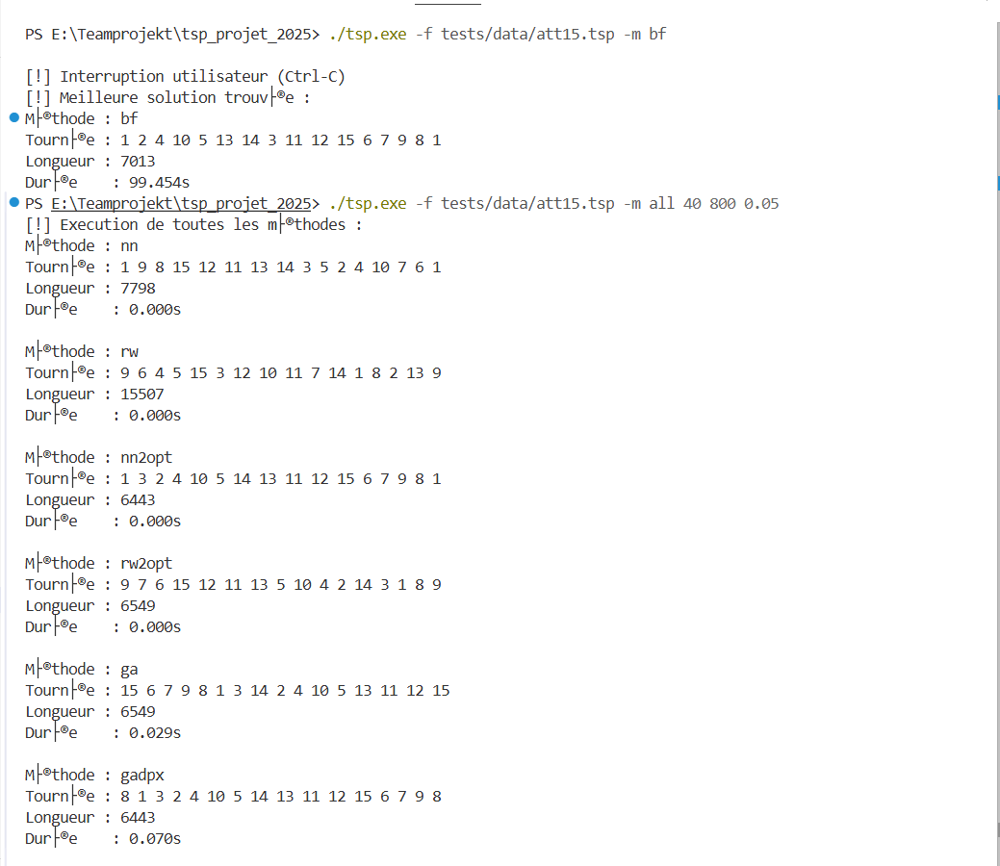 PS E:\Teamprojekt\tsp_projet_2025> ./tsp.exe -f tests/data/att15.tsp -m bf
[!] Interruption utilisateur (Ctrl-C)
[!] Meilleure solution trouv├®e :
M├®thode : bf
Tourn├®e : 1 2 4 10 5 13 14 3 11 12 15 6 7 9 8 1
Longueur : 7013
Dur├®e    : 99.454s
PS E:\Teamprojekt\tsp_projet_2025> ./tsp.exe -f tests/data/att15.tsp -m all 40 800 0.05
[!] Execution de toutes les m├®thodes :
M├®thode : nn
Tourn├®e : 1 9 8 15 12 11 13 14 3 5 2 4 10 7 6 1
Longueur : 7798
Dur├®e    : 0.000s
M├®thode : rw
Tourn├®e : 9 6 4 5 15 3 12 10 11 7 14 1 8 2 13 9
Longueur : 15507
Dur├®e    : 0.000s
M├®thode : nn2opt
Tourn├®e : 1 3 2 4 10 5 14 13 11 12 15 6 7 9 8 1
Longueur : 6443
Dur├®e    : 0.000s
M├®thode : rw2opt
Tourn├®e : 9 7 6 15 12 11 13 5 10 4 2 14 3 1 8 9
Longueur : 6549
Dur├®e    : 0.000s
M├®thode : ga
Tourn├®e : 15 6 7 9 8 1 3 14 2 4 10 5 13 11 12 15
Longueur : 6549
Dur├®e    : 0.029s
M├®thode : gadpx
Tourn├®e : 8 1 3 2 4 10 5 14 13 11 12 15 6 7 9 8
Longueur : 6443
Dur├®e    : 0.070s